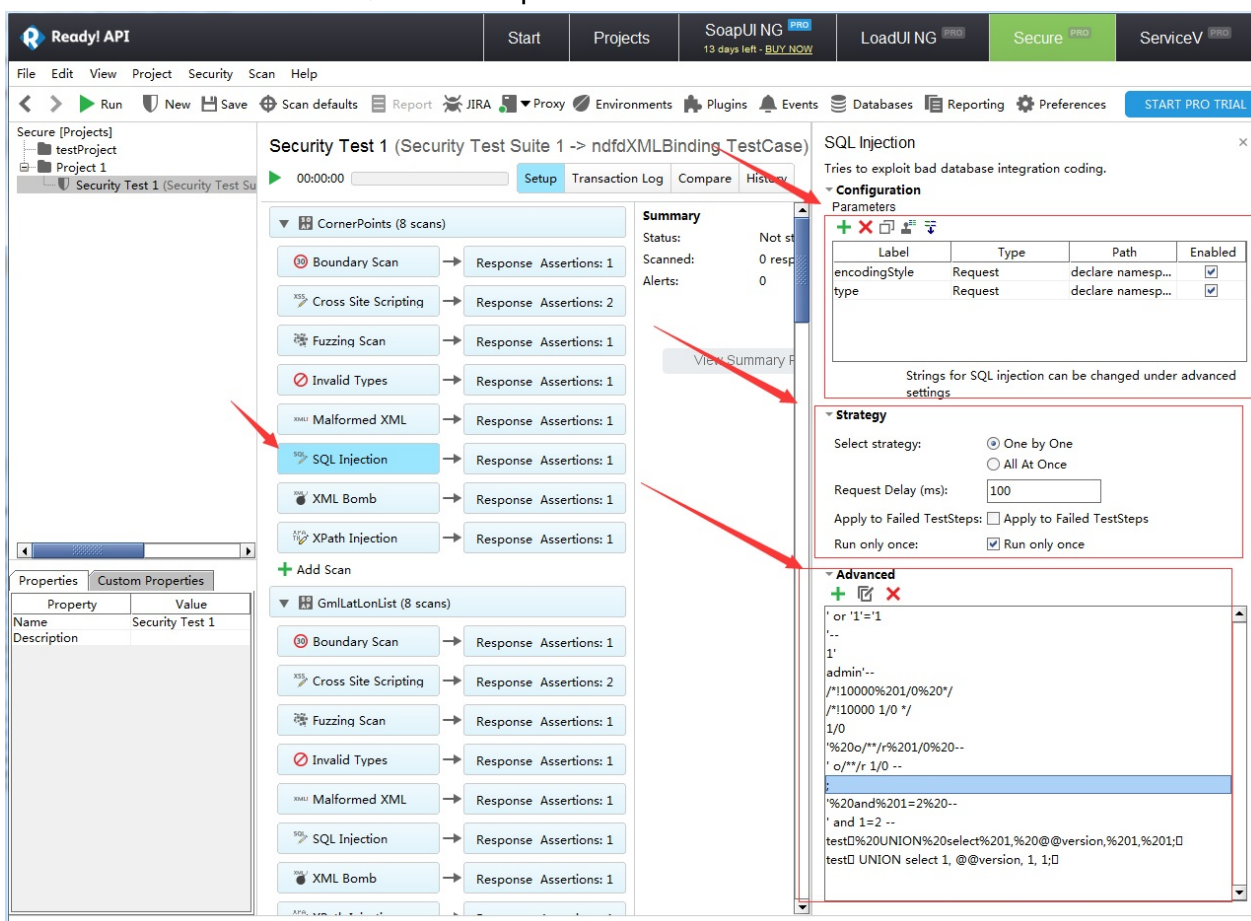 Ready! API
Start
Projects
SoapUI NG PRO
13 days left - BUY NOW
LoadUI NG PRO
Secure PRO
ServiceV PRO
File Edit View Project Security Scan Help
Run New Save Scan defaults Report JIRA Proxy Environments Plugins Events Databases Reporting Preferences START PRO TRIAL
Secure [Projects]
testProject
Project 1
Security Test 1 (Security Test Su
Security Test 1 (Security Test Suite 1 -> ndfdXMLBinding TestCase)
00:00:00 Setup Transaction Log Compare History
CornerPoints (8 scans)
Boundary Scan Response Assertions: 1
XSS Cross Site Scripting Response Assertions: 2
Fuzzing Scan Response Assertions: 1
Invalid Types Response Assertions: 1
Malformed XML Response Assertions: 1
SQL Injection Response Assertions: 1
XML Bomb Response Assertions: 1
XPath Injection Response Assertions: 1
Add Scan
GmlLatLonList (8 scans)
Boundary Scan Response Assertions: 1
XSS Cross Site Scripting Response Assertions: 2
Fuzzing Scan Response Assertions: 1
Invalid Types Response Assertions: 1
Malformed XML Response Assertions: 1
SQL Injection Response Assertions: 1
XML Bomb Response Assertions: 1
Summary
Status: Not st
Scanned: 0 resp
Alerts: 0
View Summary R
Properties Custom Properties
Property Value
Name Security Test 1
Description
SQL Injection
Tries to exploit bad database integration coding.
Configuration
Parameters
Label Type Path Enabled
encodingStyle Request declare namesp...
type Request declare namesp...
Strings for SQL injection can be changed under advanced
settings
Strategy
Select strategy: One by One
All At Once
Request Delay (ms): 100
Apply to Failed TestSteps: Apply to Failed TestSteps
Run only once: Run only once
Advanced
' or '1'='1
'--
1'
admin'--
/*!10000%201/0%20*/
/*!10000 1/0 */
1/0
'%20o/**/r%201/0%20--
' o/**/r 1/0 --
;
'%20and%201=2%20--
' and 1=2 --
test▯%20UNION%20select%201,%20@@version,%201,%201;▯
test▯ UNION select 1, @@version, 1, 1;▯